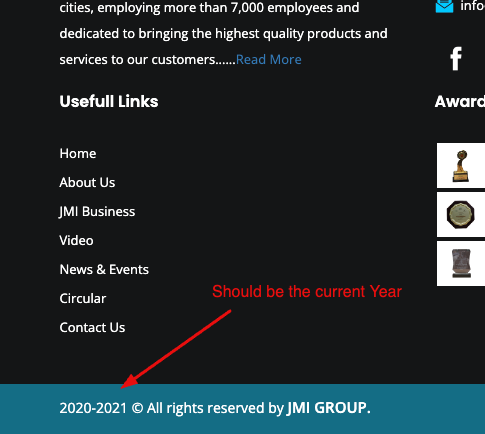 cities, employing more than 7,000 employees and
dedicated to bringing the highest quality products and
services to our customers......Read More
info
Usefull Links
Award
Home
About Us
JMI Business
Video
News & Events
Circular
Contact Us
Should be the current Year
2020-2021 © All rights reserved by JMI GROUP.